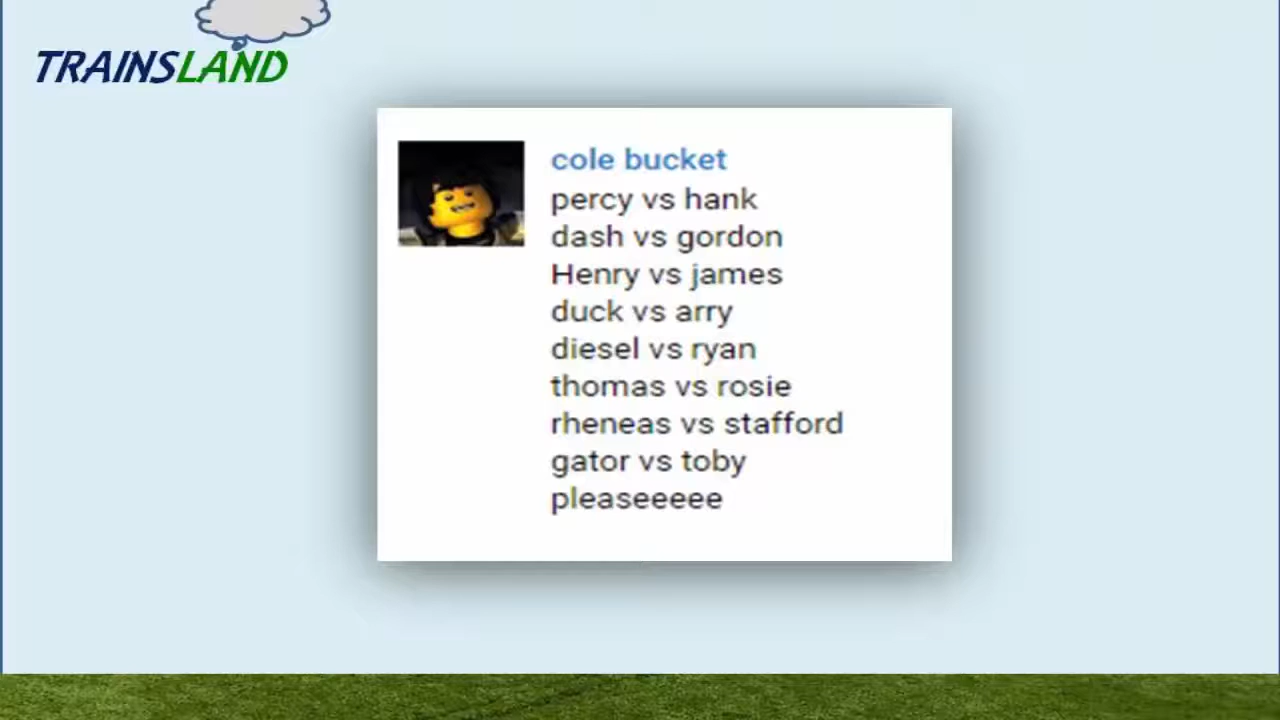 TRAINSLAND
cole bucket
percy vs hank
dash vs gordon
Henry vs james
duck vs arry
diesel vs ryan
thomas vs rosie
rheneas vs stafford
gator vs toby
pleaseeeee